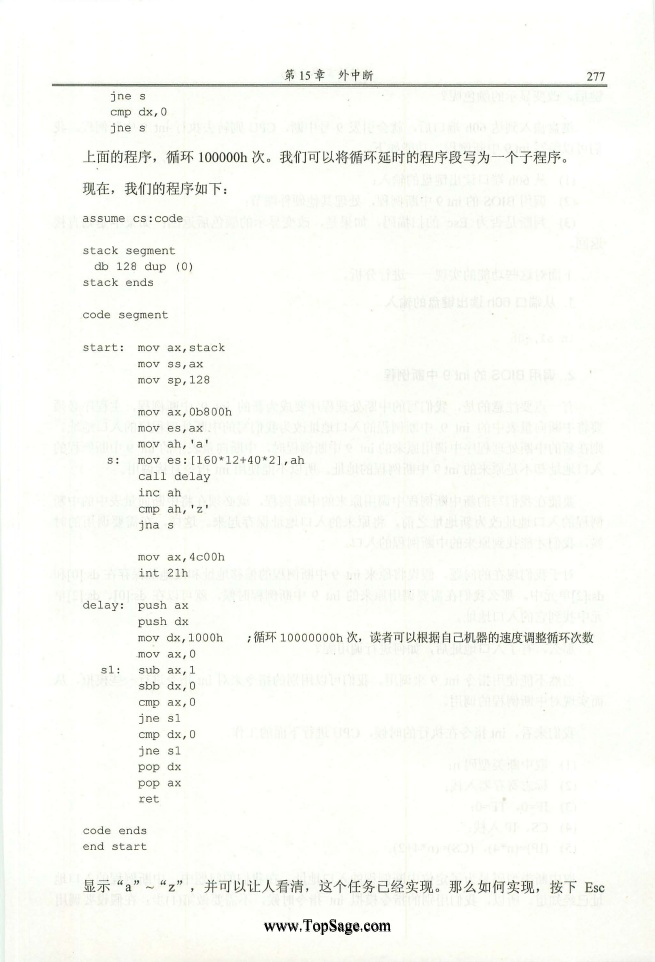 第 15 章 外中断 277
jne s
cmp dx,0
jne s
上面的程序，循环 100000h 次。我们可以将循环延时的程序段写为一个子程序。
现在，我们的程序如下：
assume cs:code
stack segment
db 128 dup (0)
stack ends
code segment
start: mov ax,stack
mov ss,ax
mov sp,128
mov ax,0b800h
mov es,ax
mov ah,'a'
s: mov es:[160*12+40*2],ah
call delay
inc ah
cmp ah,'z'
jna s
mov ax,4c00h
int 21h
delay: push ax
push dx
mov dx,1000h ;循环 10000000h 次，读者可以根据自己机器的速度调整循环次数
mov ax,0
s1: sub ax,1
sbb dx,0
cmp ax,0
jne s1
cmp dx,0
jne s1
pop dx
pop ax
ret
code ends
end start
显示“a”~“z”，并可以让人看清，这个任务已经实现。那么如何实现，按下 Esc
www.TopSage.com